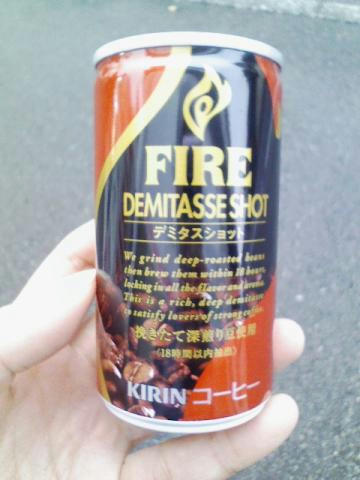 FIRE
DEMITASSE SHOT
デミタスショット
We grind deep-roasted beans
then brew them within 18 hours,
locking in all the flavor and aroma.
This is a rich, deep demitasse
to satisfy lovers of strong coffee.
挽きたて深煎り豆使用
〈18時間以内抽出〉
KIRIN コーヒー